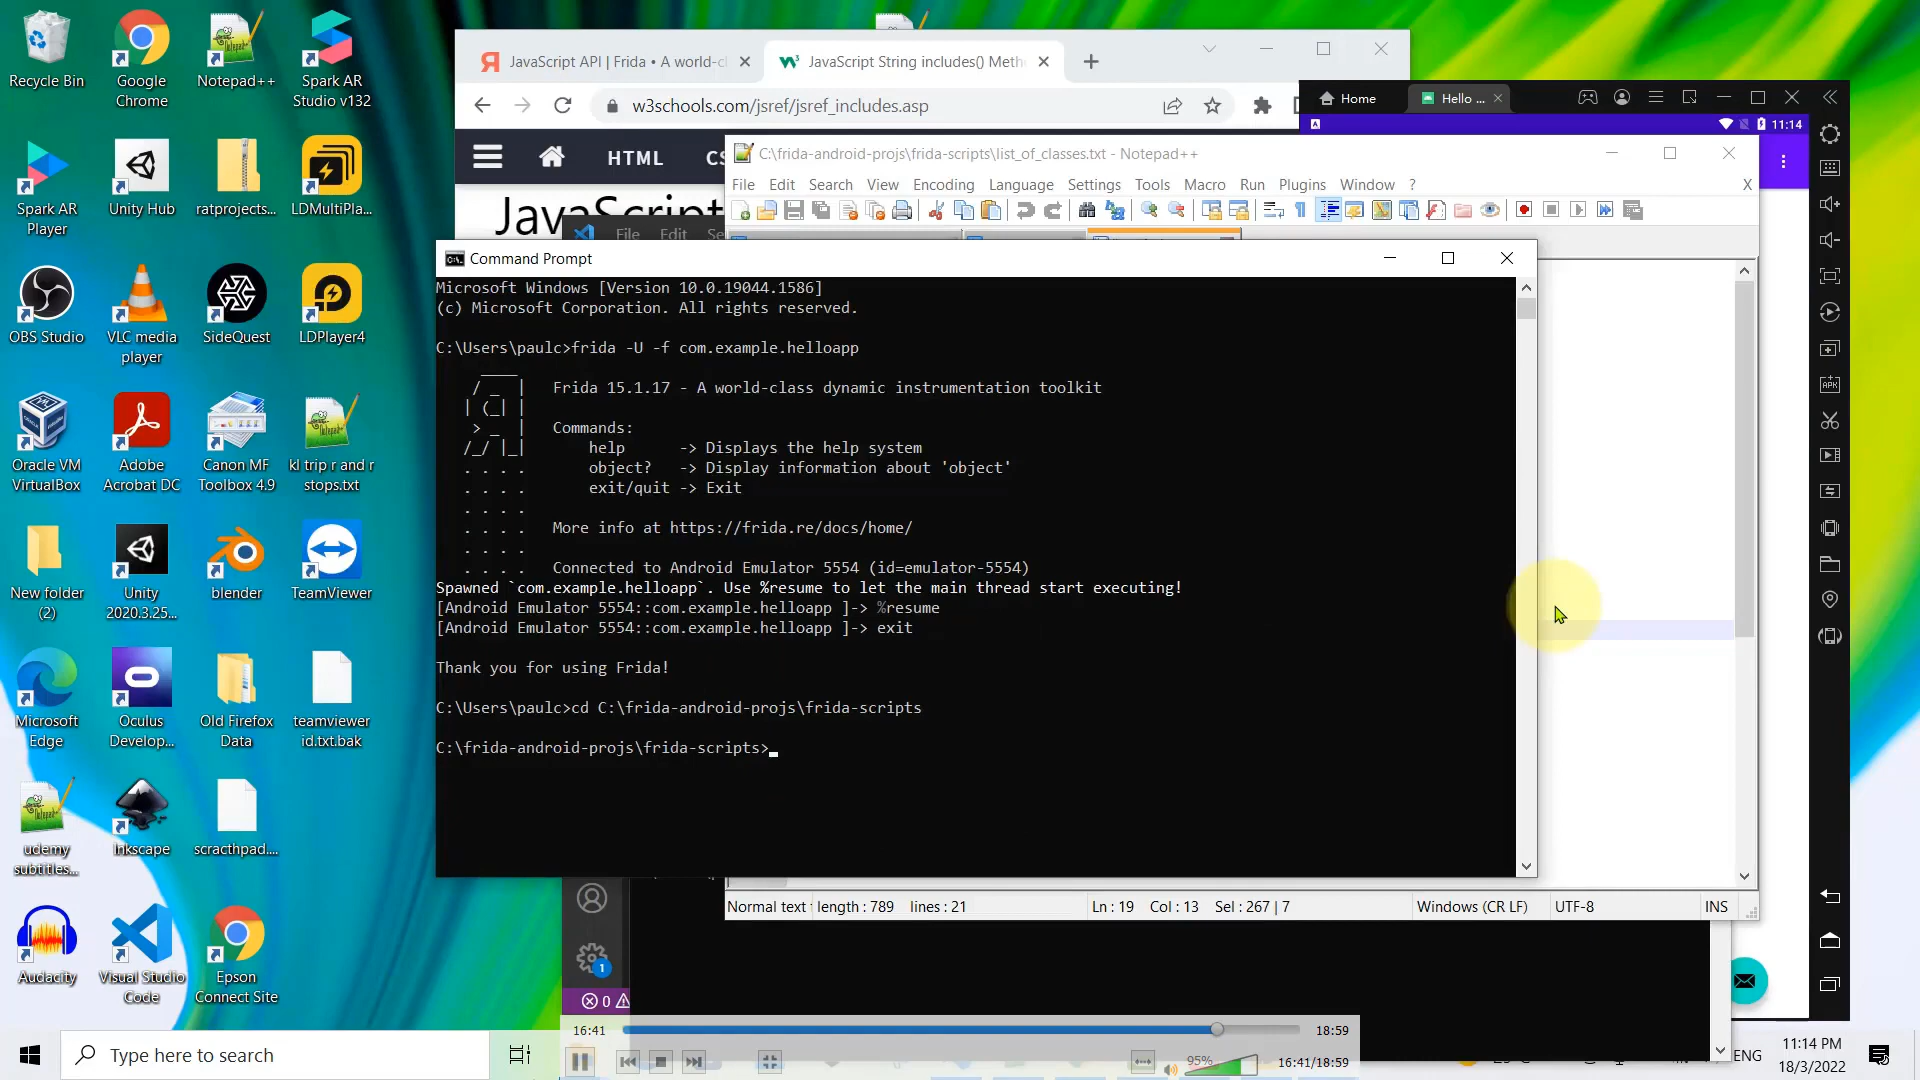 Recycle Bin
Google Chrome
Notepad++
Spark AR Studio v132
Spark AR Player
Unity Hub
ratprojects...
LDMultiPla...
OBS Studio
VLC media player
SideQuest
LDPlayer4
Oracle VM VirtualBox
Adobe Acrobat DC
Canon MF Toolbox 4.9
kl trip r and r stops.txt
New folder (2)
Unity 2020.3.25...
blender
TeamViewer
Microsoft Edge
Oculus Develop...
Old Firefox Data
teamviewer id.txt.bak
udemy subtitles...
Inkscape
scracthpad....
Audacity
Visual Studio Code
Epson Connect Site
JavaScript API | Frida • A world-cl
JavaScript String includes() Meth
w3schools.com/jsref/jsref_includes.asp
HTML
JavaScript
Home
Hello ...
11:14
C:\frida-android-projs\frida-scripts\list_of_classes.txt - Notepad++
File Edit Search View Encoding Language Settings Tools Macro Run Plugins Window ? X
File Edit Se
Command Prompt
Microsoft Windows [Version 10.0.19044.1586]
(c) Microsoft Corporation. All rights reserved.
C:\Users\paulc>frida -U -f com.example.helloapp
Frida 15.1.17 - A world-class dynamic instrumentation toolkit
Commands:
help -> Displays the help system
object? -> Display information about 'object'
exit/quit -> Exit
More info at https://frida.re/docs/home/
Connected to Android Emulator 5554 (id=emulator-5554)
Spawned `com.example.helloapp`. Use %resume to let the main thread start executing!
[Android Emulator 5554::com.example.helloapp ]-> %resume
[Android Emulator 5554::com.example.helloapp ]-> exit
Thank you for using Frida!
C:\Users\paulc>cd C:\frida-android-projs\frida-scripts
C:\frida-android-projs\frida-scripts>
Normal text length : 789 lines : 21 Ln : 19 Col : 13 Sel : 267 | 7 Windows (CR LF) UTF-8 INS
1
0
16:41
18:59
95%
16:41/18:59
Type here to search
ENG
11:14 PM
18/3/2022